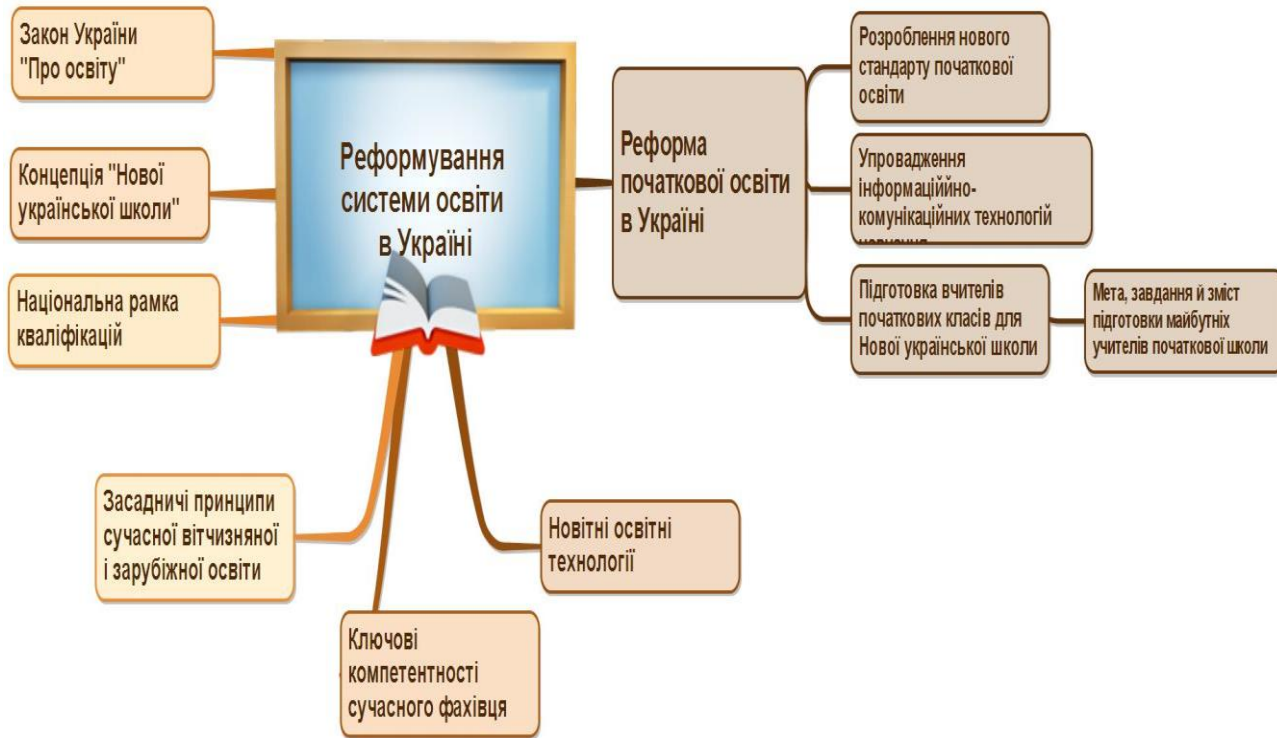 Закон України
"Про освіту"
Концепція "Нової
української школи"
Національна рамка
кваліфікацій
Реформування
системи освіти
в Україні
Реформа
початкової освіти
в Україні
Розроблення нового
стандарту початкової
освіти
Упровадження
інформаціййно-
комунікаційних технологій
Підготовка вчителів
початкових класів для
Нової української школи
Мета, завдання й зміст
підготовки майбутніх
учителів початкової школи
Засадничі принципи
сучасної вітчизняної
і зарубіжної освіти
Ключові
компетентності
сучасного фахівця
Новітні освітні
технології